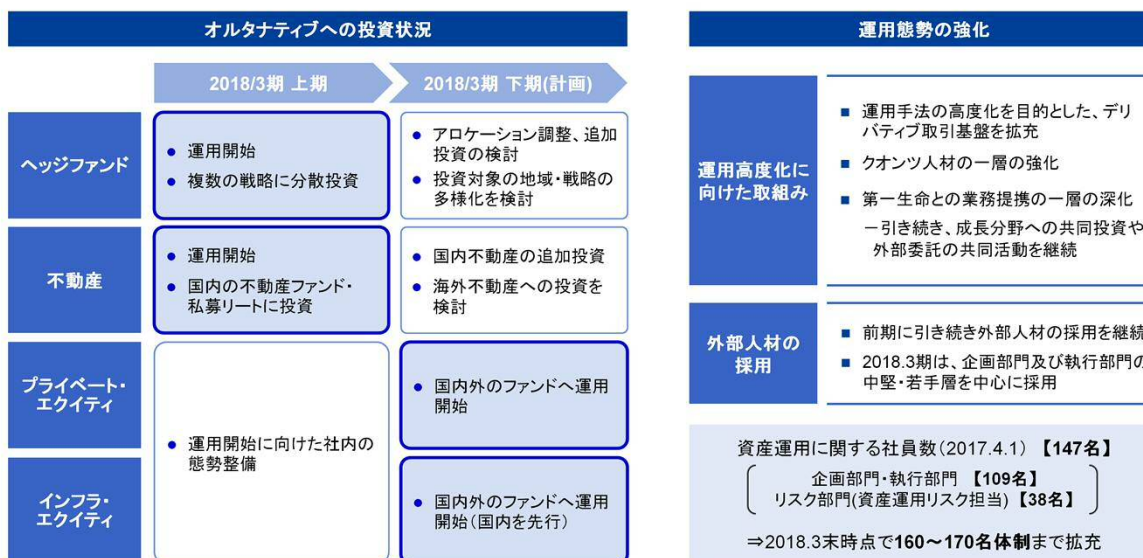 オルタナティブへの投資状況
2018/3期 上期
2018/3期 下期(計画)
ヘッジファンド
● 運用開始
● 複数の戦略に分散投資
● アロケーション調整、追加
投資の検討
● 投資対象の地域・戦略の
多様化を検討
不動産
● 運用開始
● 国内の不動産ファンド・
私募リートに投資
● 国内不動産の追加投資
● 海外不動産への投資を
検討
プライベート・
エクイティ
● 運用開始に向けた社内の
態勢整備
● 国内外のファンドへ運用
開始
インフラ・
エクイティ
● 国内外のファンドへ運用
開始(国内を先行)
運用態勢の強化
運用高度化に
向けた取組み
■ 運用手法の高度化を目的とした、デリ
バティブ取引基盤を拡充
■ クオンツ人材の一層の強化
■ 第一生命との業務提携の一層の深化
－引き続き、成長分野への共同投資や
外部委託の共同活動を継続
外部人材の
採用
■ 前期に引き続き外部人材の採用を継続
■ 2018.3期は、企画部門及び執行部門の
中堅・若手層を中心に採用
資産運用に関する社員数(2017.4.1) 【147名】
企画部門・執行部門 【109名】
リスク部門(資産運用リスク担当)【38名】
⇒2018.3末時点で160～170名体制まで拡充